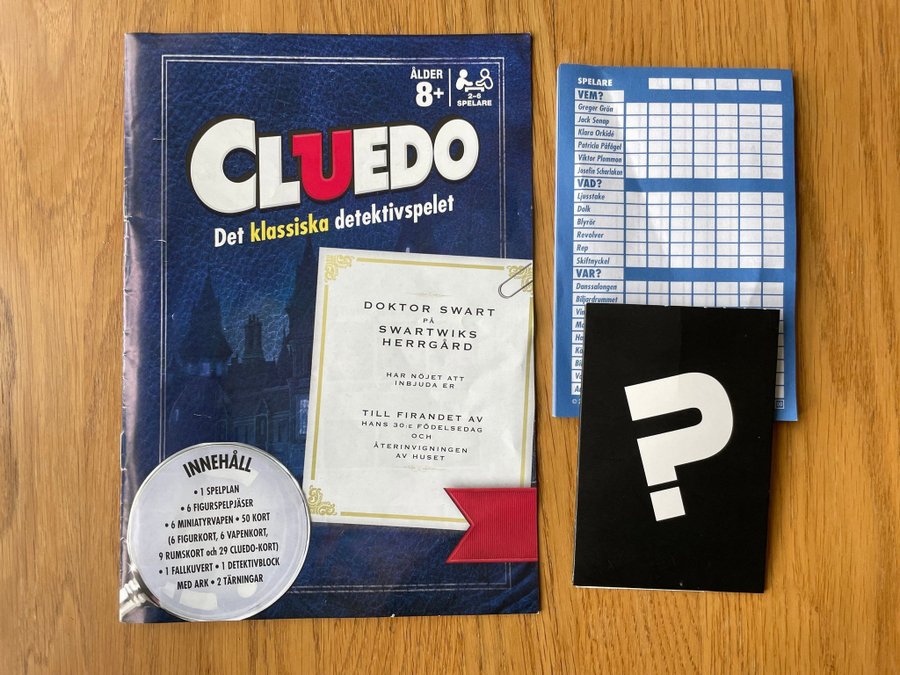 ÅLDER
8+
2-6
SPELARE
CLUEDO
Det klassiska detektivspelet
DOKTOR SWART
PÅ
SWARTWIKS
HERRGÅRD
HAR NÖJET ATT
INBJUDA ER
TILL FIRANDET AV
HANS 30:E FÖDELSEDAG
OCH
ÅTERINVIGNINGEN
AV HUSET
INNEHÅLL
• 1 SPELPLAN
• 6 FIGURSPELPJÄSER
• 6 MINIATYRVAPEN • 50 KORT
(6 FIGURKORT, 6 VAPENKORT,
9 RUMSKORT och 29 CLUEDO-KORT)
• 1 FALLKUVERT • 1 DETEKTIVBLOCK
MED ARK • 2 TÄRNINGAR
SPELARE
VEM?
Gregor Grön
Jack Senap
Klara Orkidé
Patricia Påfågel
Viktor Plommon
Josefin Scharlakan
VAD?
Ljusstake
Dolk
Blyrör
Revolver
Rep
Skiftnyckel
VAR?
Danssalongen
Biljardrummet
?